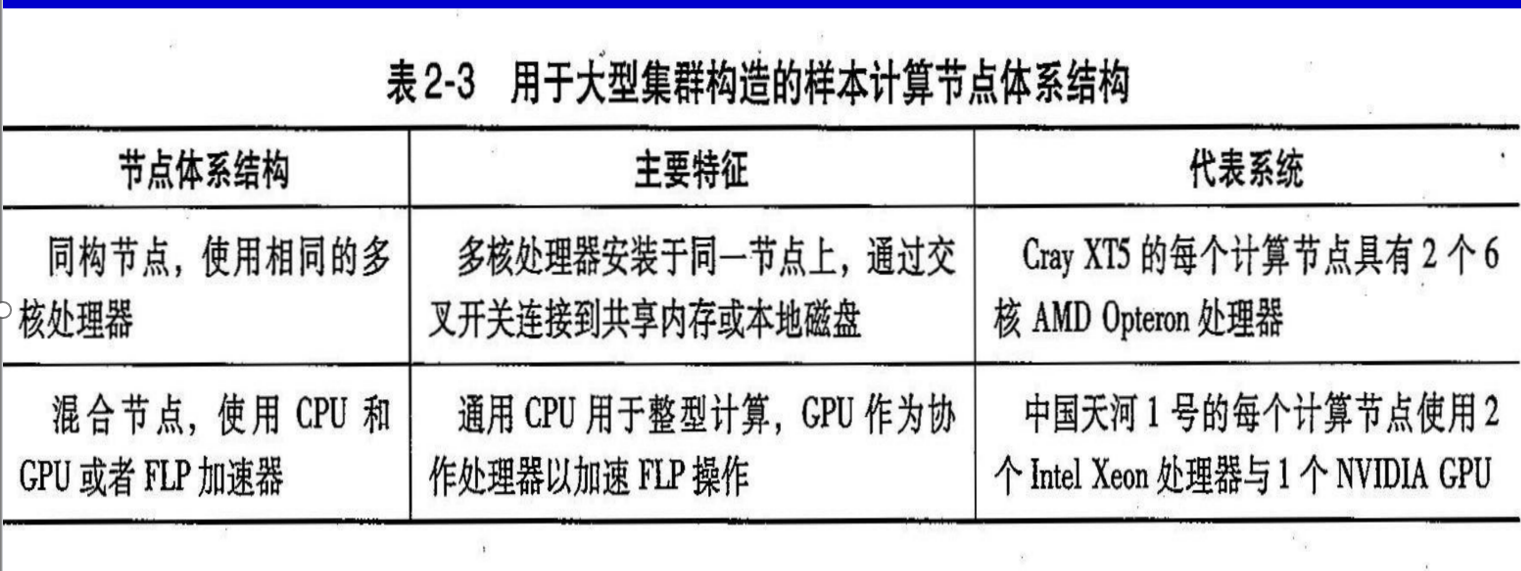 表2-3 用于大型集群构造的样本计算节点体系结构
节点体系结构 主要特征 代表系统
同构节点，使用相同的多
核处理器
多核处理器安装于同一节点上，通过交
叉开关连接到共享内存或本地磁盘
Cray XT5 的每个计算节点具有 2 个 6
核 AMD Opteron 处理器
混合节点，使用 CPU 和
GPU 或者 FLP 加速器
通用 CPU 用于整型计算，GPU 作为协
作处理器以加速 FLP 操作
中国天河 1 号的每个计算节点使用 2
个 Intel Xeon 处理器与 1 个 NVIDIA GPU